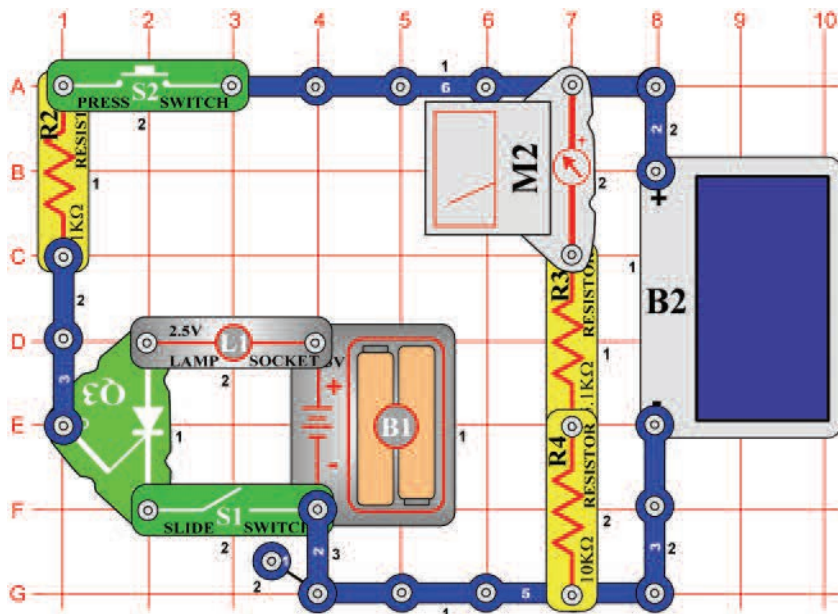 1 2 3 4 5 6 7 8 9 10
A
B
C
D
E
F
G
S2
PRESS SWITCH
2
1
6
2
2
R2
1KΩ
1
M2
+
2
+
B2
-
1
2
3
2.5V
L1
LAMP SOCKET
2
Q3
1
+
-
B1
1
R3
RESISTOR
5.1KΩ
1
R4
RESISTOR
10KΩ
2
S1
SLIDE SWITCH
2
2
3
1
2
5
1
3
2